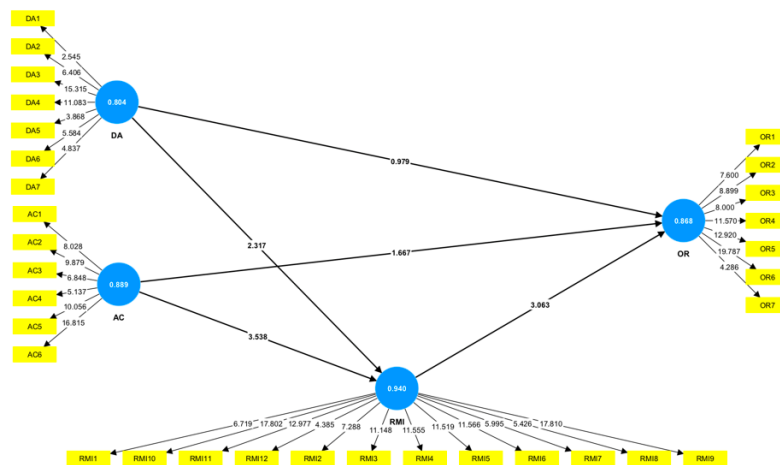 DA1
DA2
DA3
DA4
DA5
DA6
DA7
2.545
6.406
15.315
11.083
3.868
5.584
4.837
0.804
DA
AC1
AC2
AC3
AC4
AC5
AC6
8.028
9.879
6.848
5.137
10.056
16.815
0.889
AC
0.979
2.317
1.667
3.538
3.063
0.868
OR
7.600
8.899
8.000
11.570
12.920
19.787
4.286
OR1
OR2
OR3
OR4
OR5
OR6
OR7
0.940
RMI
6.719 17.802 12.977 4.385 7.288 11.148 11.555 11.519 11.566 5.995 5.426 17.810
RMI1 RMI10 RMI11 RMI12 RMI2 RMI3 RMI4 RMI5 RMI6 RMI7 RMI8 RMI9